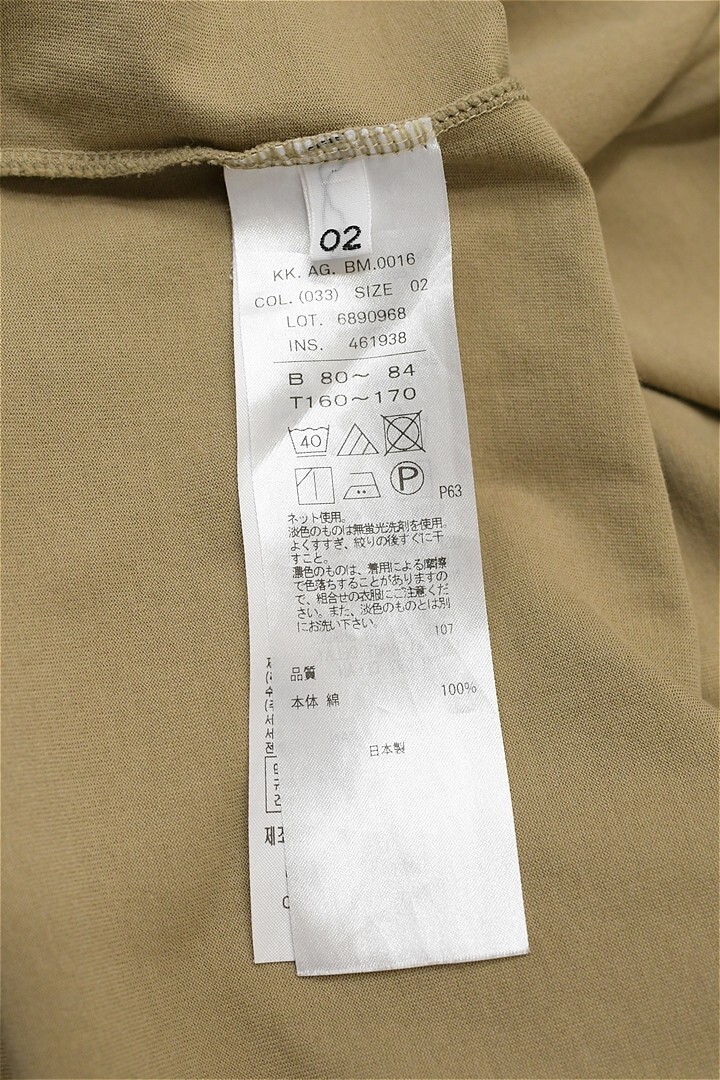 02
KK. AG. BM.0016
COL. (033) SIZE 02
LOT. 6890968
INS. 461938
B 80～ 84
T160～170
40
P
P63
ネット使用。
淡色のものは無蛍光洗剤を使用。
よくすすぎ、絞りの後すぐに干
すこと。
濃色のものは、着用による摩擦
で色落ちすることがありますの
で、組合せの衣服にご注意くだ
さい。また、淡色のものとは別
にお洗い下さい。
107
品質
本体 綿 100%
日本製
수
서
서
전
제조